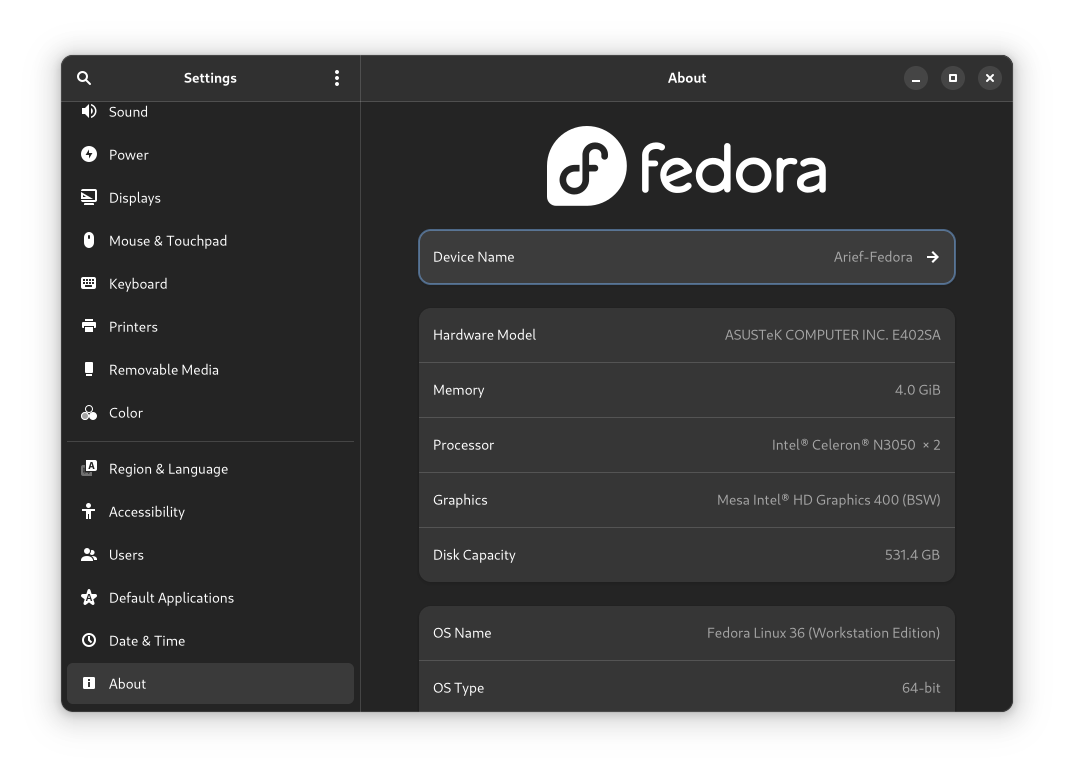 Settings
About
Sound
Power
Displays
Mouse & Touchpad
Keyboard
Printers
Removable Media
Color
Region & Language
Accessibility
Users
Default Applications
Date & Time
About
fedora
Device Name Arief-Fedora
Hardware Model ASUSTeK COMPUTER INC. E402SA
Memory 4.0 GiB
Processor Intel® Celeron® N3050 × 2
Graphics Mesa Intel® HD Graphics 400 (BSW)
Disk Capacity 531.4 GB
OS Name Fedora Linux 36 (Workstation Edition)
OS Type 64-bit